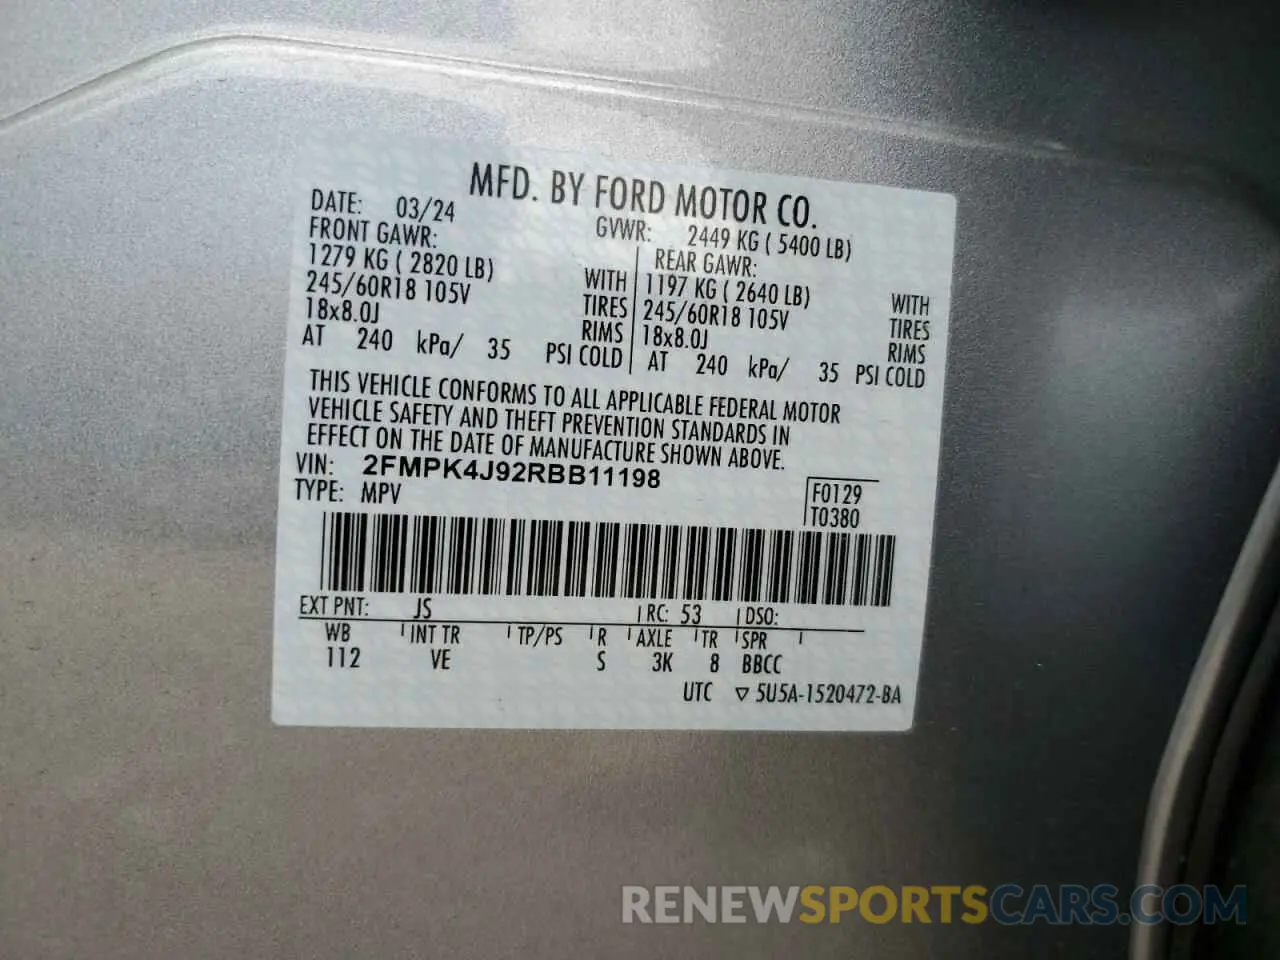 MFD. BY FORD MOTOR CO.
DATE: 03/24 GVWR: 2449 KG ( 5400 LB)
FRONT GAWR: REAR GAWR:
1279 KG ( 2820 LB) WITH 1197 KG ( 2640 LB) WITH
245/60R18 105V TIRES 245/60R18 105V TIRES
18x8.0J RIMS 18x8.0J RIMS
AT 240 kPa/ 35 PSI COLD AT 240 kPa/ 35 PSI COLD
THIS VEHICLE CONFORMS TO ALL APPLICABLE FEDERAL MOTOR
VEHICLE SAFETY AND THEFT PREVENTION STANDARDS IN
EFFECT ON THE DATE OF MANUFACTURE SHOWN ABOVE.
VIN: 2FMPK4J92RBB11198
TYPE: MPV
F0129
T0380
EXT PNT: JS RC: 53 DSO:
WB INT TR TP/PS R AXLE TR SPR
112 VE S 3K 8 BBCC
UTC ▽ 5U5A-1520472-BA
RENEWSPORTSCARS.COM